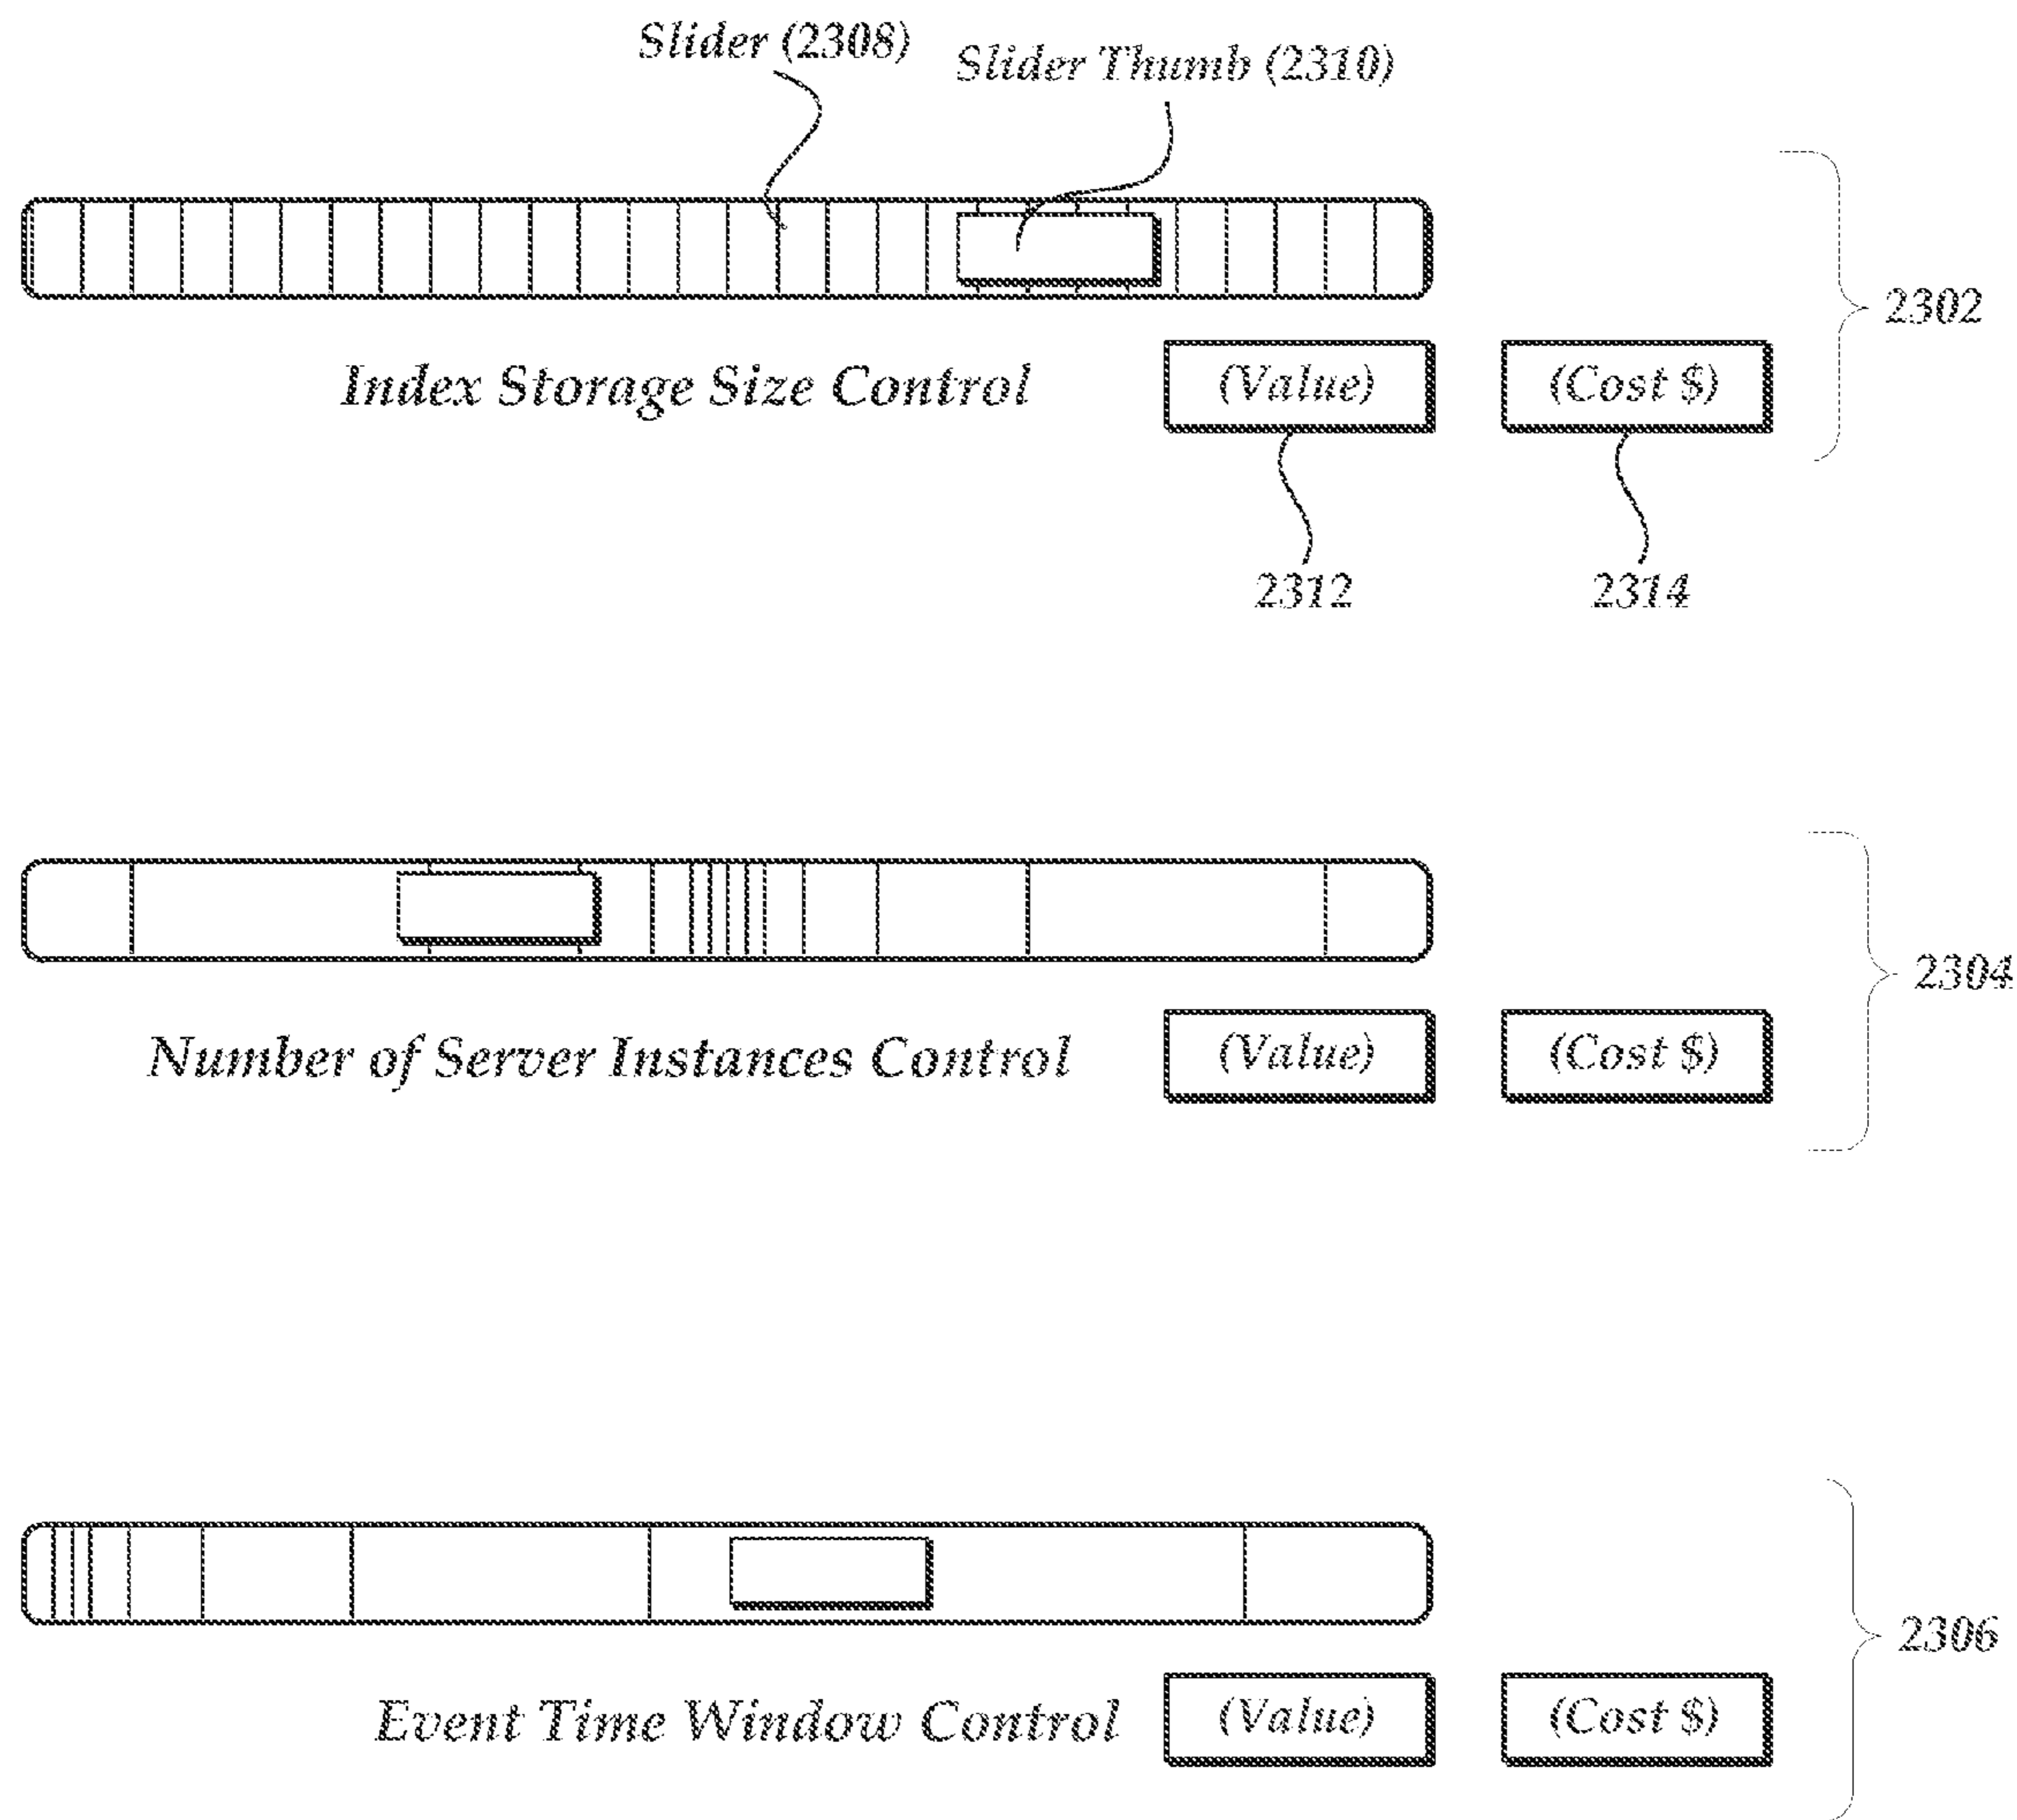 Slider (2308)
Slider Thumb (2310)
2302
Index Storage Size Control
(Value)
(Cost $)
2312
2314
2304
Number of Server Instances Control
(Value)
(Cost $)
2306
Event Time Window Control
(Value)
(Cost $)